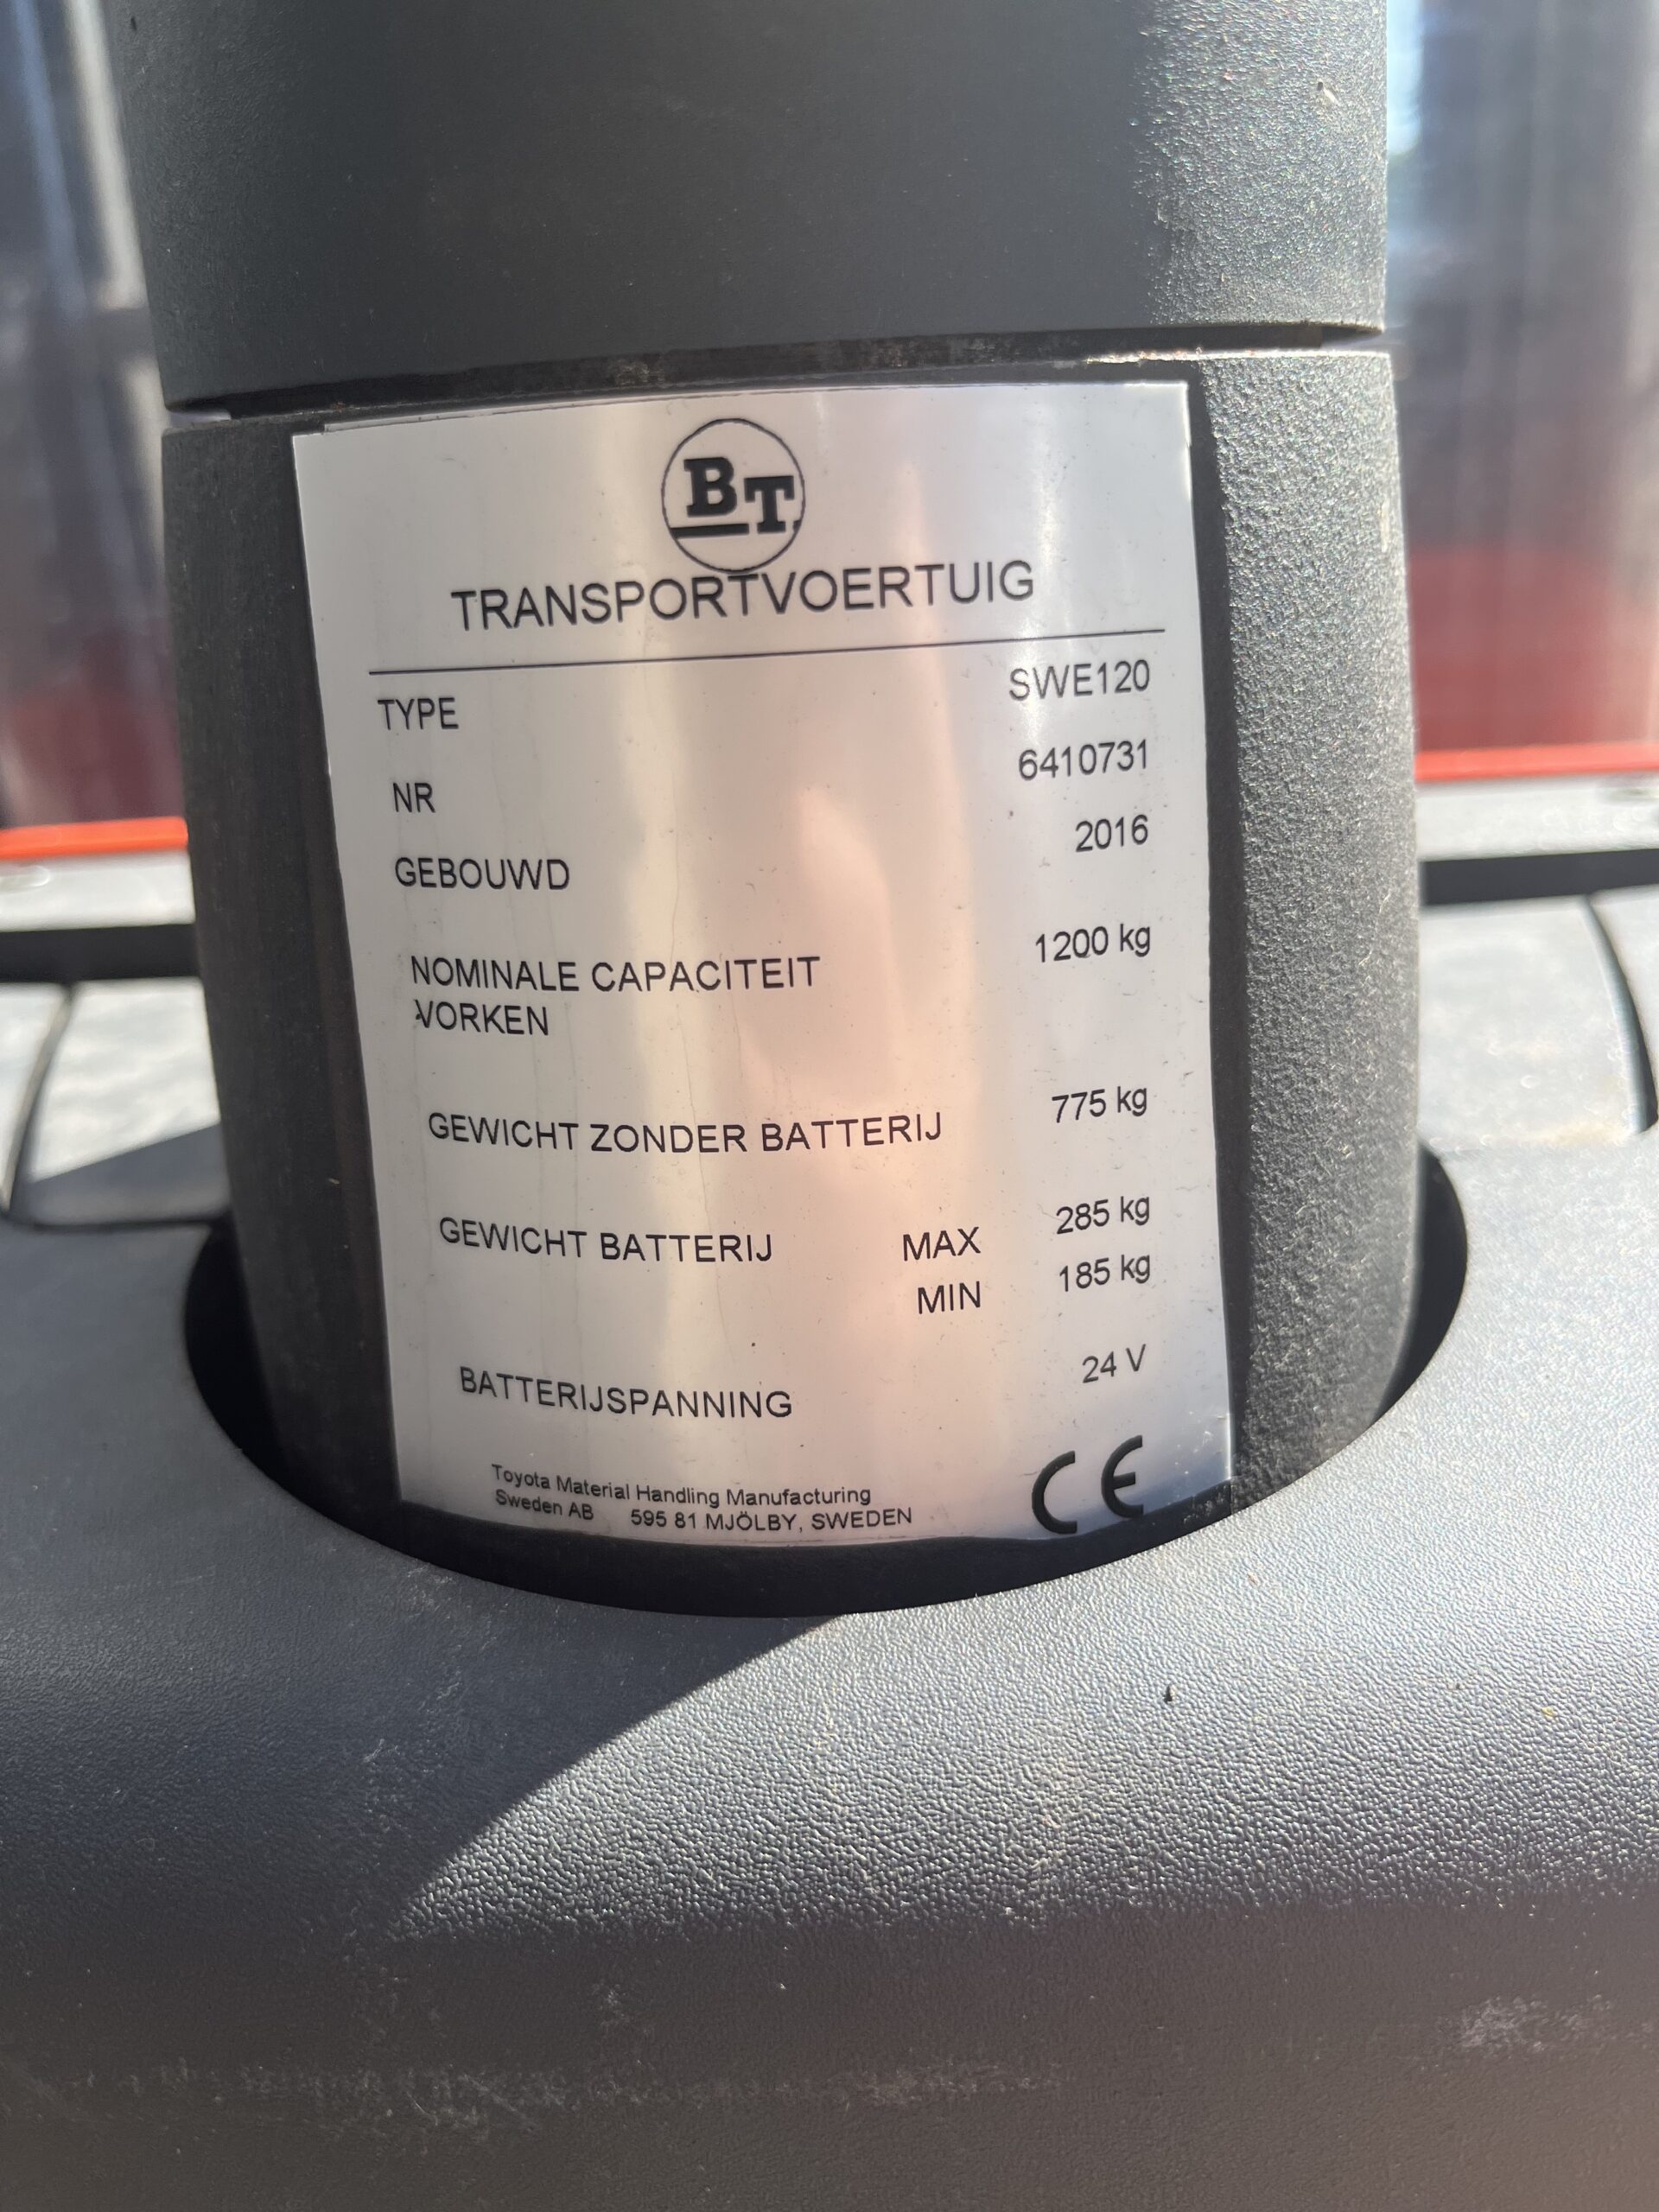 BT
TRANSPORTVOERTUIG
TYPE SWE120
NR 6410731
GEBOUWD 2016
NOMINALE CAPACITEIT 1200 kg
VORKEN
GEWICHT ZONDER BATTERIJ 775 kg
GEWICHT BATTERIJ MAX 285 kg
MIN 185 kg
BATTERIJSPANNING 24 V
Toyota Material Handling Manufacturing
Sweden AB 595 81 MJÖLBY, SWEDEN
CE